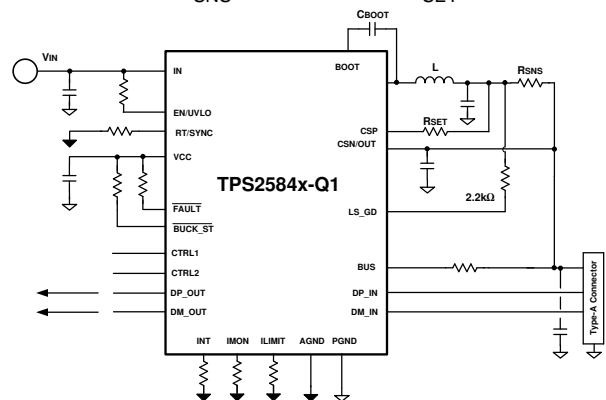 SNS SET
CBOOT
VIN
IN
BOOT
L
RSNS
EN/UVLO
RT/SYNC
CSP
RSET
CSN/OUT
VCC
TPS2584x-Q1
2.2kΩ
FAULT
LS_GD
BUCK_ST
CTRL1
CTRL2
BUS
DP_OUT
DP_IN
DM_OUT
DM_IN
Type-A Connector
INT IMON ILIMIT AGND PGND